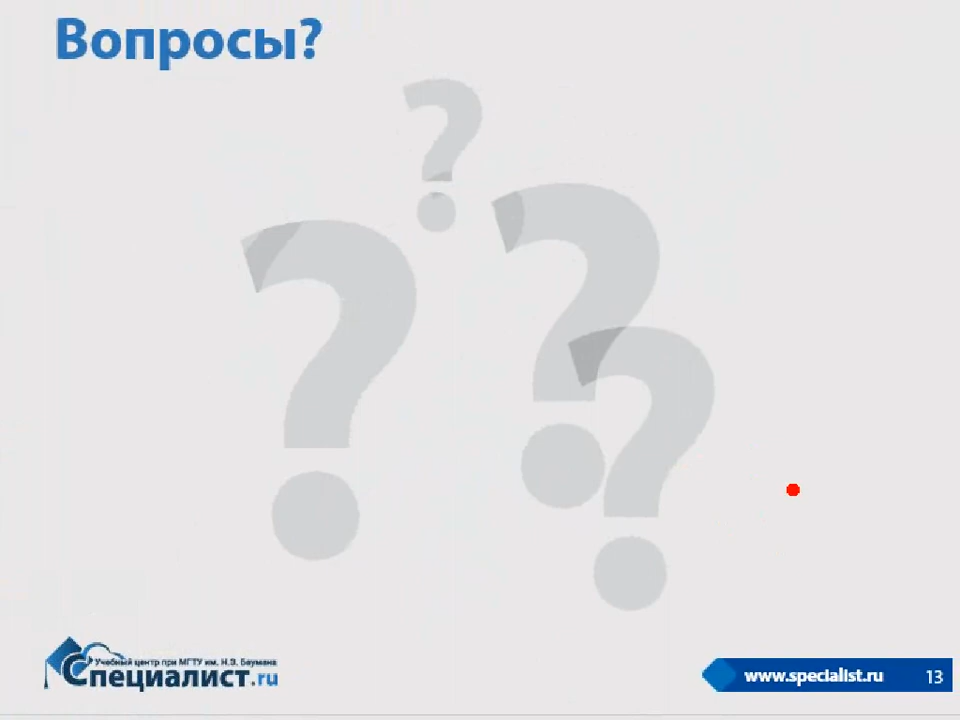 Вопросы?
Учебный центр при МГТУ им. Н.Э. Баумана
Специалист.ru
www.specialist.ru
13